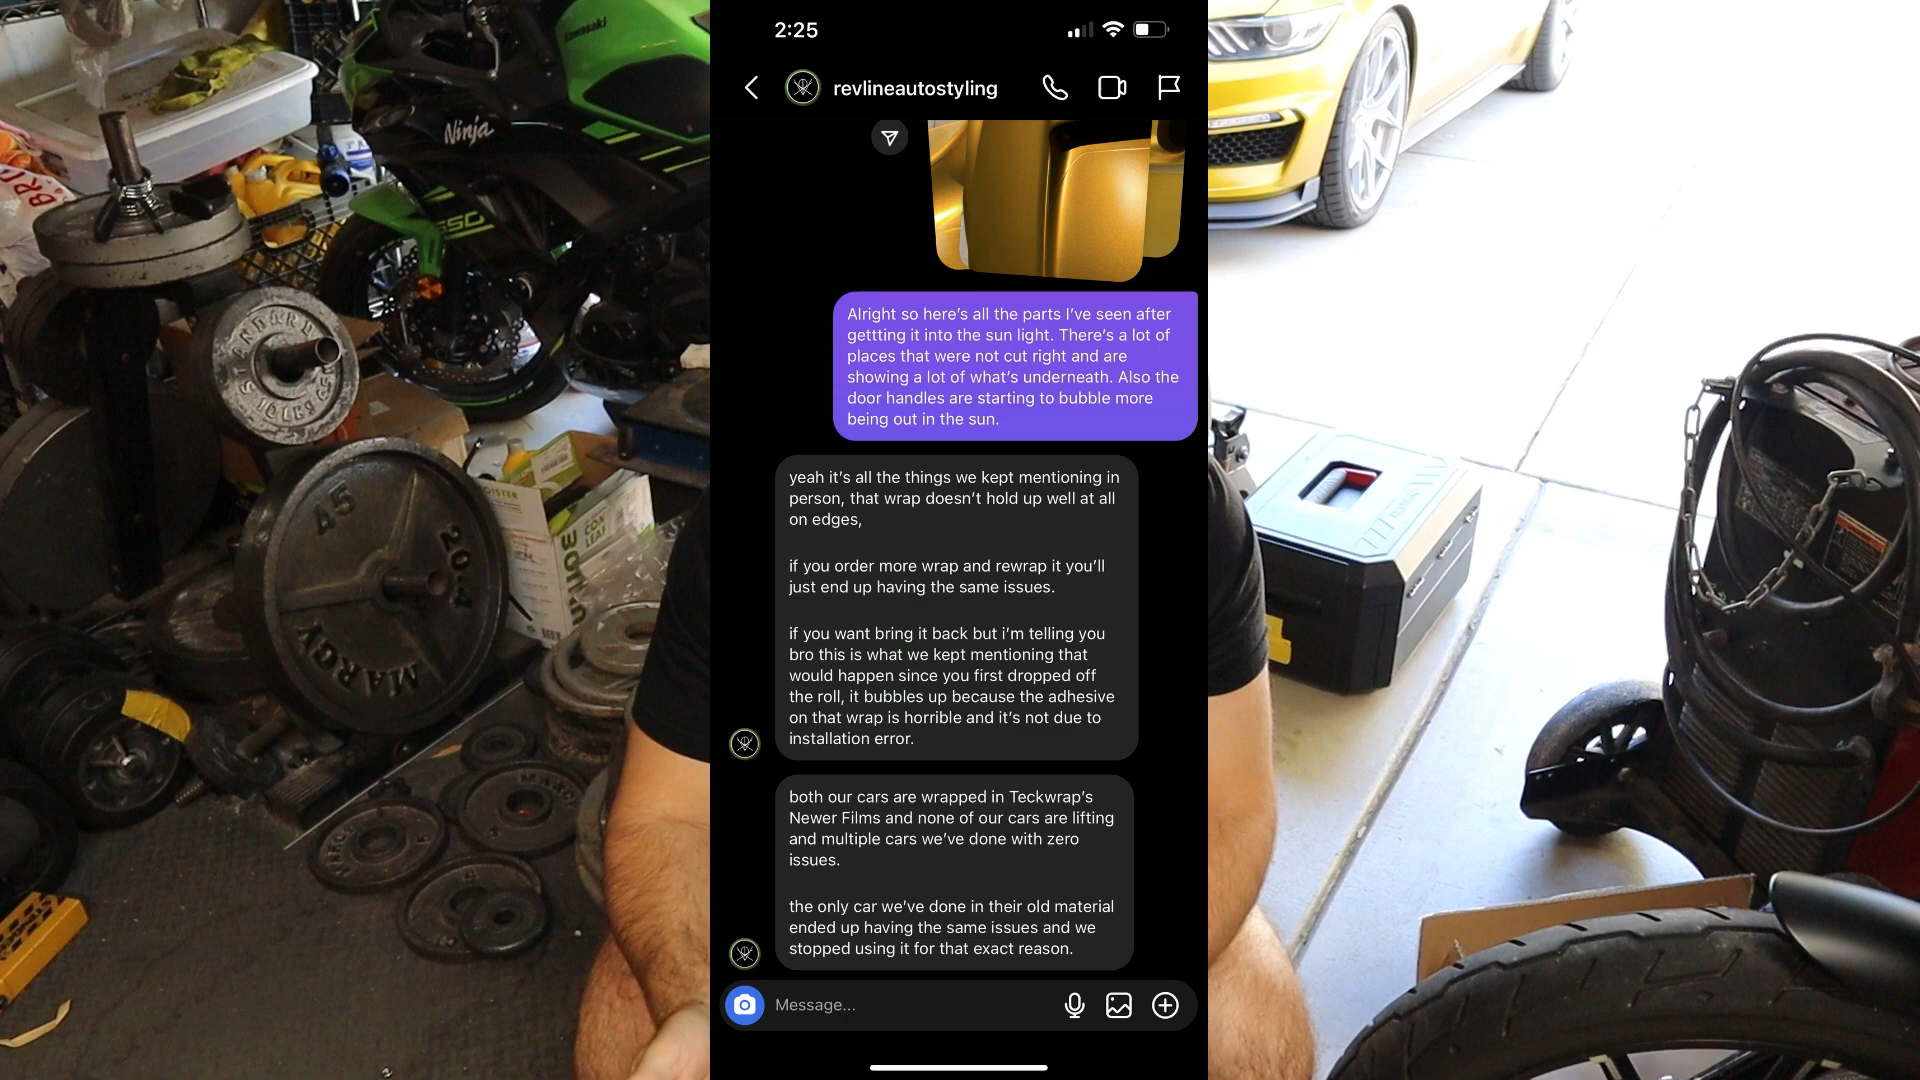 2:25
revlineautostyling
Alright so here's all the parts I've seen after
gettting it into the sun light. There's a lot of
places that were not cut right and are
showing a lot of what's underneath. Also the
door handles are starting to bubble more
being out in the sun.
yeah it's all the things we kept mentioning in
person, that wrap doesn't hold up well at all
on edges,
if you order more wrap and rewrap it you'll
just end up having the same issues.
if you want bring it back but i'm telling you
bro this is what we kept mentioning that
would happen since you first dropped off
the roll, it bubbles up because the adhesive
on that wrap is horrible and it's not due to
installation error.
both our cars are wrapped in Teckwrap's
Newer Films and none of our cars are lifting
and multiple cars we've done with zero
issues.
the only car we've done in their old material
ended up having the same issues and we
stopped using it for that exact reason.
Message...
Kawasaki
Ninja
650
STANDARD
45
20.4
MARCY